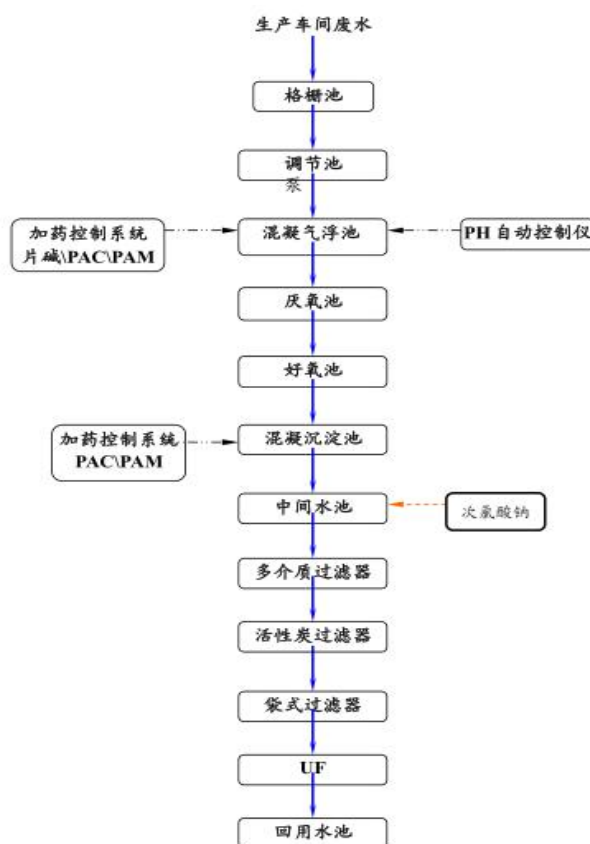 生产车间废水
格栅池
调节池
泵
加药控制系统
片碱\PAC\PAM
混凝气浮池
PH自动控制仪
厌氧池
好氧池
加药控制系统
PAC\PAM
混凝沉淀池
中间水池
次氯酸钠
多介质过滤器
活性炭过滤器
袋式过滤器
UF
回用水池